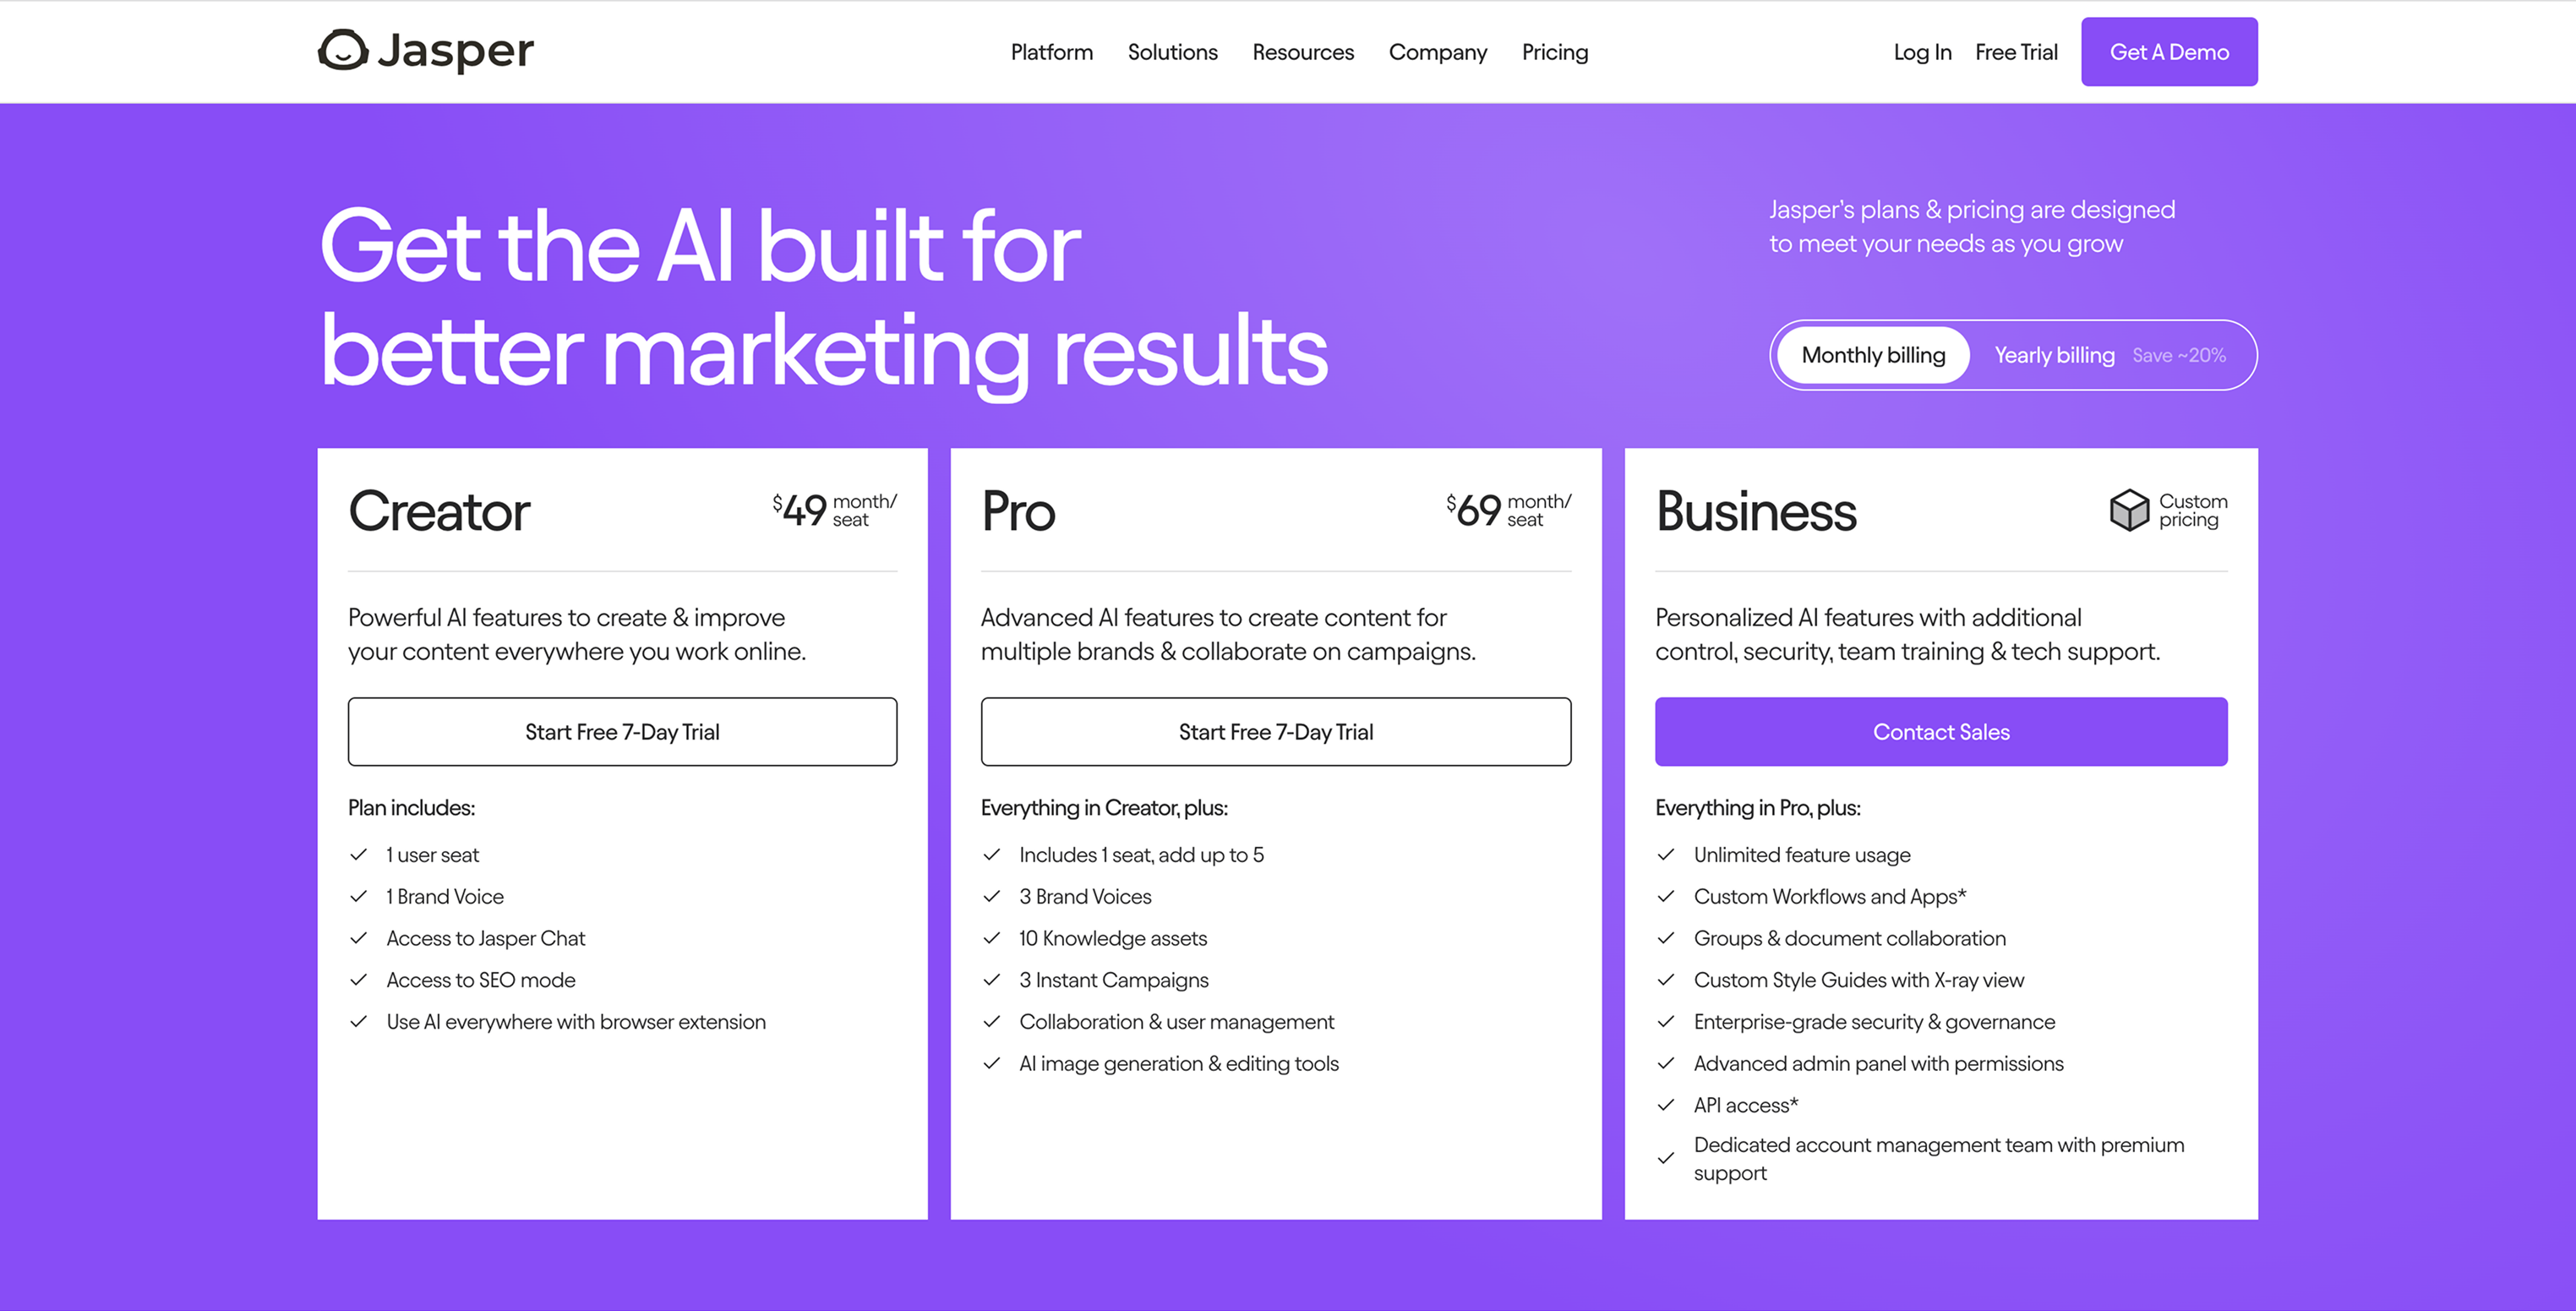 Jasper
Platform
Solutions
Resources
Company
Pricing
Log In
Free Trial
Get A Demo
Get the AI built for
better marketing results
Jasper's plans & pricing are designed
to meet your needs as you grow
Monthly billing
Yearly billing Save ~20%
Creator
$49 month/
seat
Powerful AI features to create & improve
your content everywhere you work online.
Start Free 7-Day Trial
Plan includes:
1 user seat
1 Brand Voice
Access to Jasper Chat
Access to SEO mode
Use AI everywhere with browser extension
Pro
$69 month/
seat
Advanced AI features to create content for
multiple brands & collaborate on campaigns.
Start Free 7-Day Trial
Everything in Creator, plus:
Includes 1 seat, add up to 5
3 Brand Voices
10 Knowledge assets
3 Instant Campaigns
Collaboration & user management
AI image generation & editing tools
Business
Custom
pricing
Personalized AI features with additional
control, security, team training & tech support.
Contact Sales
Everything in Pro, plus:
Unlimited feature usage
Custom Workflows and Apps*
Groups & document collaboration
Custom Style Guides with X-ray view
Enterprise-grade security & governance
Advanced admin panel with permissions
API access*
Dedicated account management team with premium
support